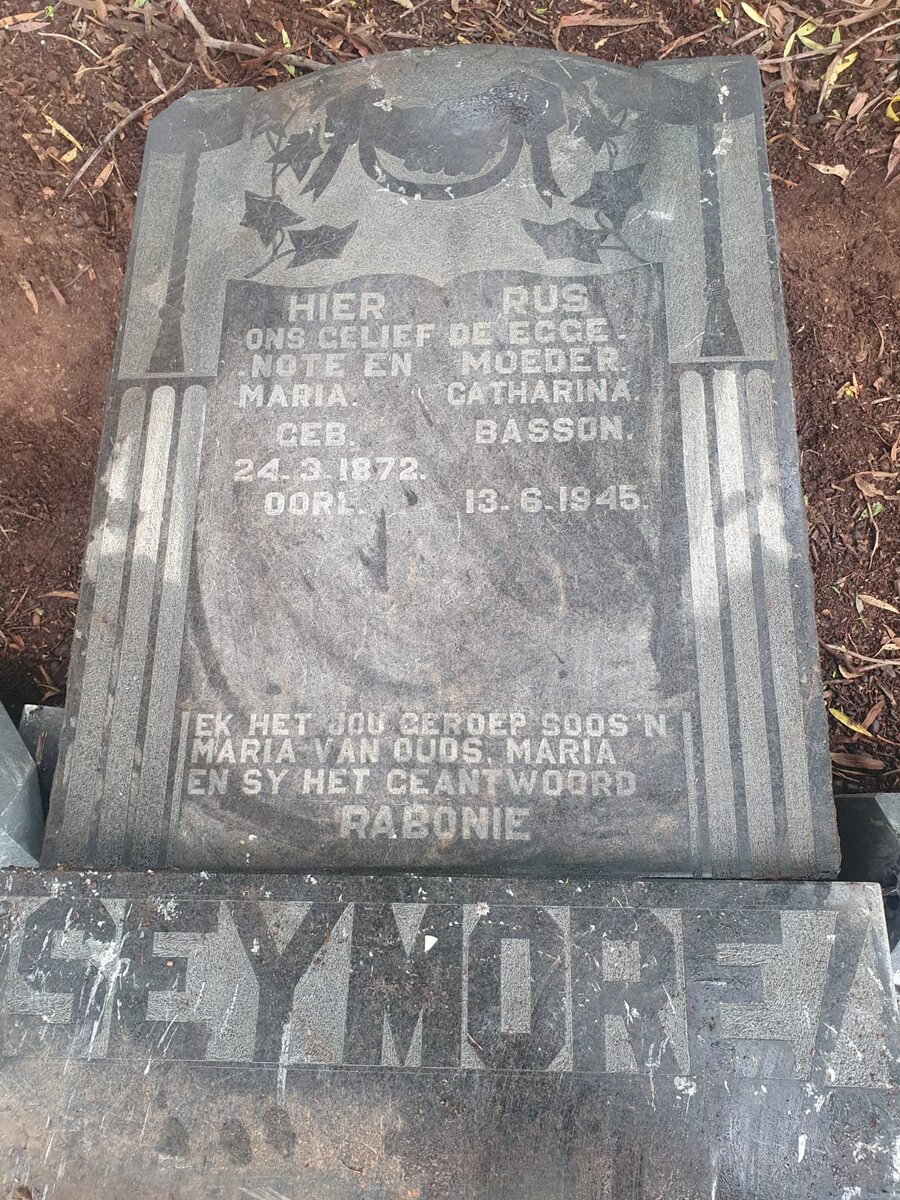 HIER RUS
ONS GELIEF DE EGGE-
-NOTE EN MOEDER.
MARIA. CATHARINA.
GEB. BASSON.
24-3-1872.
OORL. 13-6-1945.
EK HET JOU GEROEP SOOS 'N
MARIA VAN OUDS, MARIA
EN SY HET GEANTWOORD
RABONIE
SEYMORE